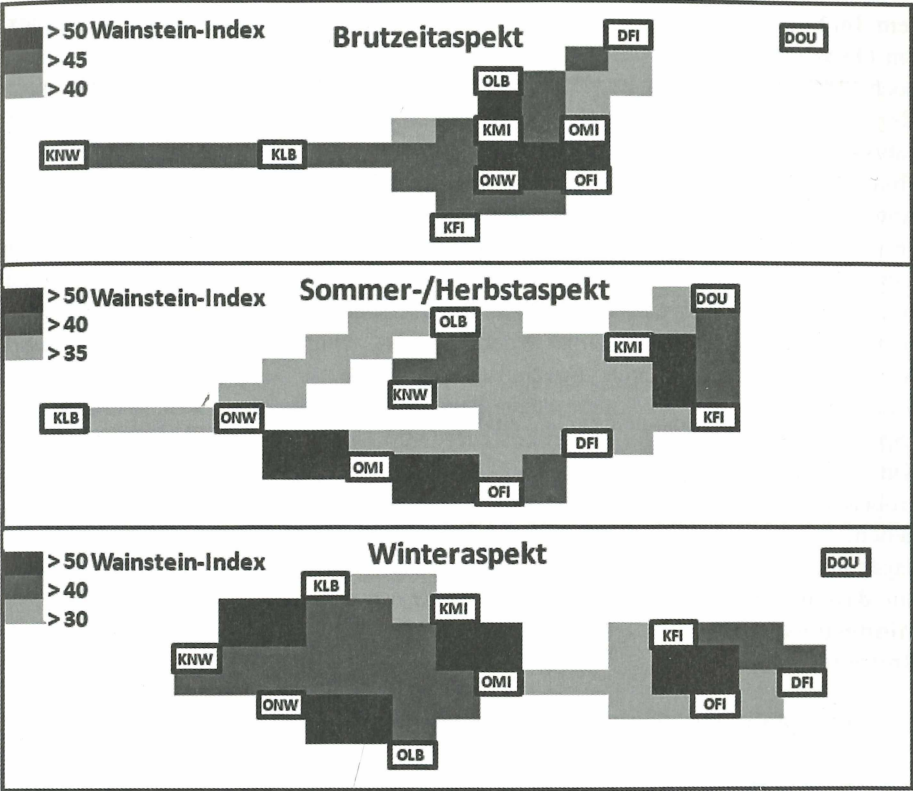 Brutzeitaspekt
>50 Wainstein-Index
>45
>40
DFI
DOU
OLB
KMI
OMI
KNW
KLB
ONW
OFI
KFI
Sommer-/Herbstaspekt
>50 Wainstein-Index
>40
>35
DOU
OLB
KMI
KNW
KLB
ONW
KFI
DFI
OMI
OFI
Winteraspekt
>50 Wainstein-Index
>40
>30
DOU
KLB
KMI
KFI
KNW
OMI
DFI
ONW
OFI
OLB